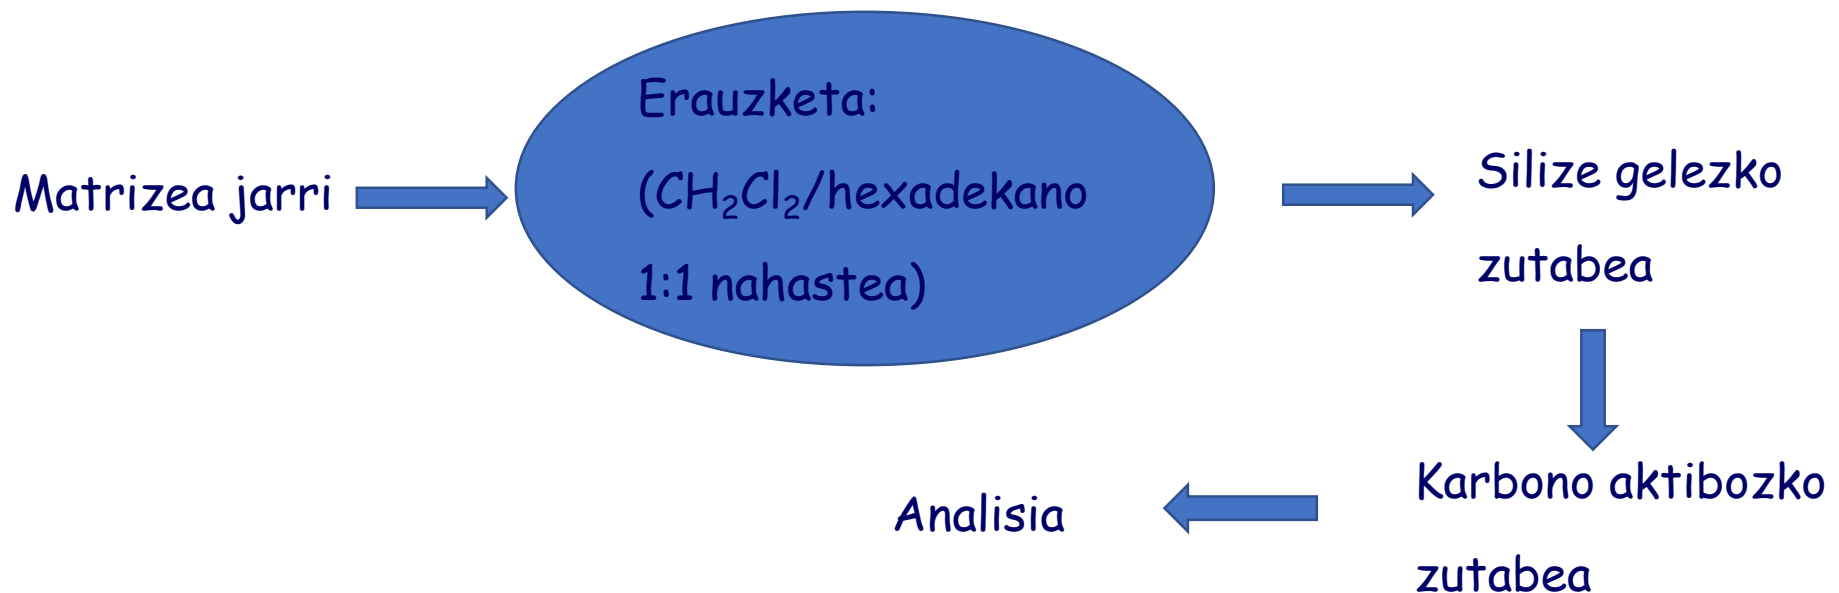 Matrizea jarri
Erauzketa:
(CH₂Cl₂/hexadekano
1:1 nahastea)
Silize gelezko
zutabea
Karbono aktibozko
zutabea
Analisia